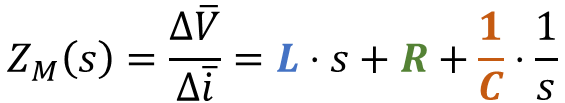 Z_M(s) = ΔV̄/Δī = L · s + R + 1/C · 1/s